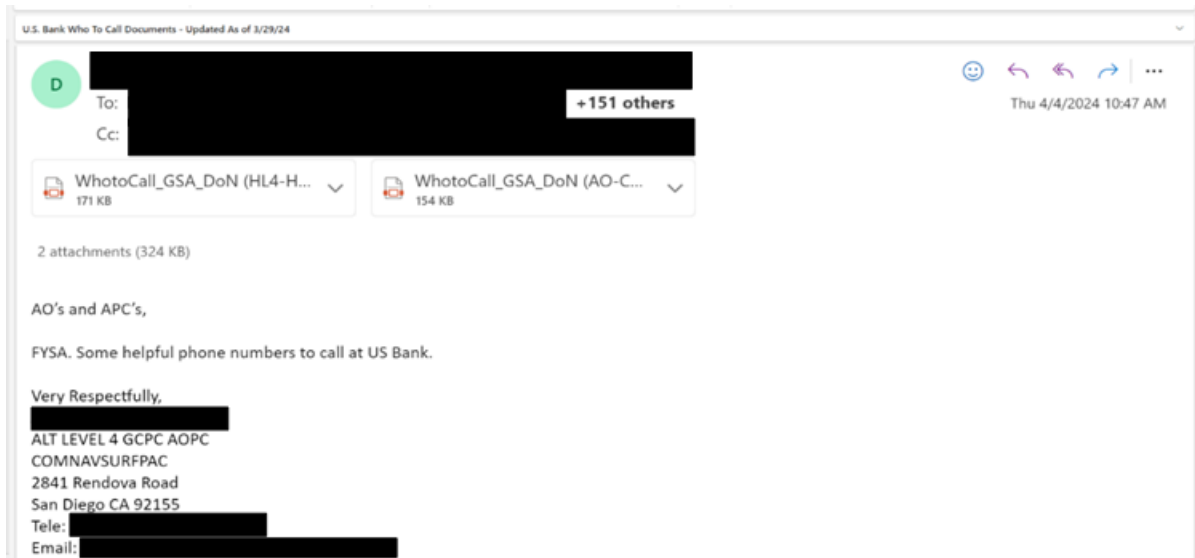 U.S. Bank Who To Call Documents - Updated As of 3/29/24
D
To: +151 others
Thu 4/4/2024 10:47 AM
Cc:
WhotoCall_GSA_DoN (HL4-H...
171 KB
WhotoCall_GSA_DoN (AO-C...
154 KB
2 attachments (324 KB)
AO's and APC's,
FYSA. Some helpful phone numbers to call at US Bank.
Very Respectfully,
ALT LEVEL 4 GCPC AOPC
COMNAVSURFPAC
2841 Rendova Road
San Diego CA 92155
Tele:
Email: